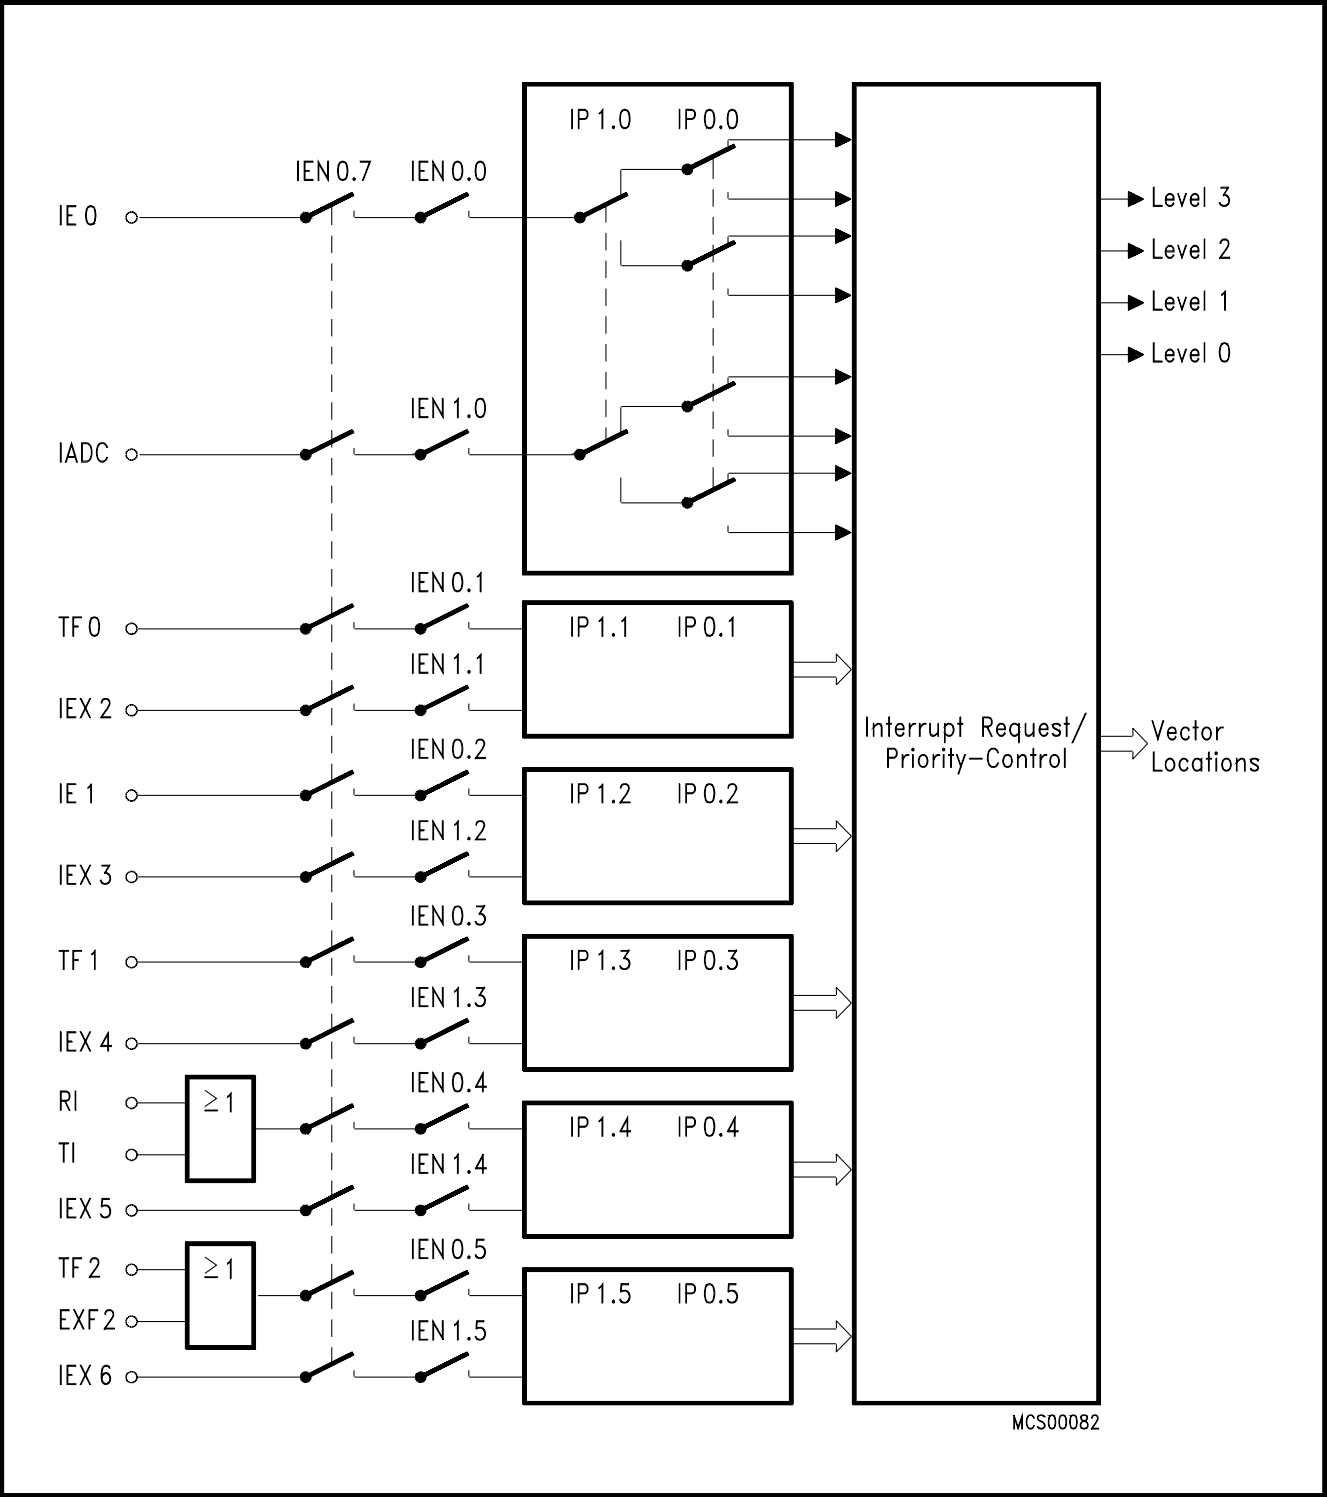 IP 1.0 IP 0.0
IEN 0.7 IEN 0.0
IE 0
Level 3
Level 2
Level 1
Level 0
IEN 1.0
IADC
IEN 0.1
TF 0
IP 1.1 IP 0.1
IEN 1.1
IEX 2
Interrupt Request/
Priority-Control
Vector
Locations
IEN 0.2
IE 1
IP 1.2 IP 0.2
IEN 1.2
IEX 3
IEN 0.3
TF 1
IP 1.3 IP 0.3
IEN 1.3
IEX 4
IEN 0.4
RI
≥ 1
IP 1.4 IP 0.4
TI
IEN 1.4
IEX 5
IEN 0.5
TF 2
≥ 1
IP 1.5 IP 0.5
EXF 2
IEN 1.5
IEX 6
MCS00082